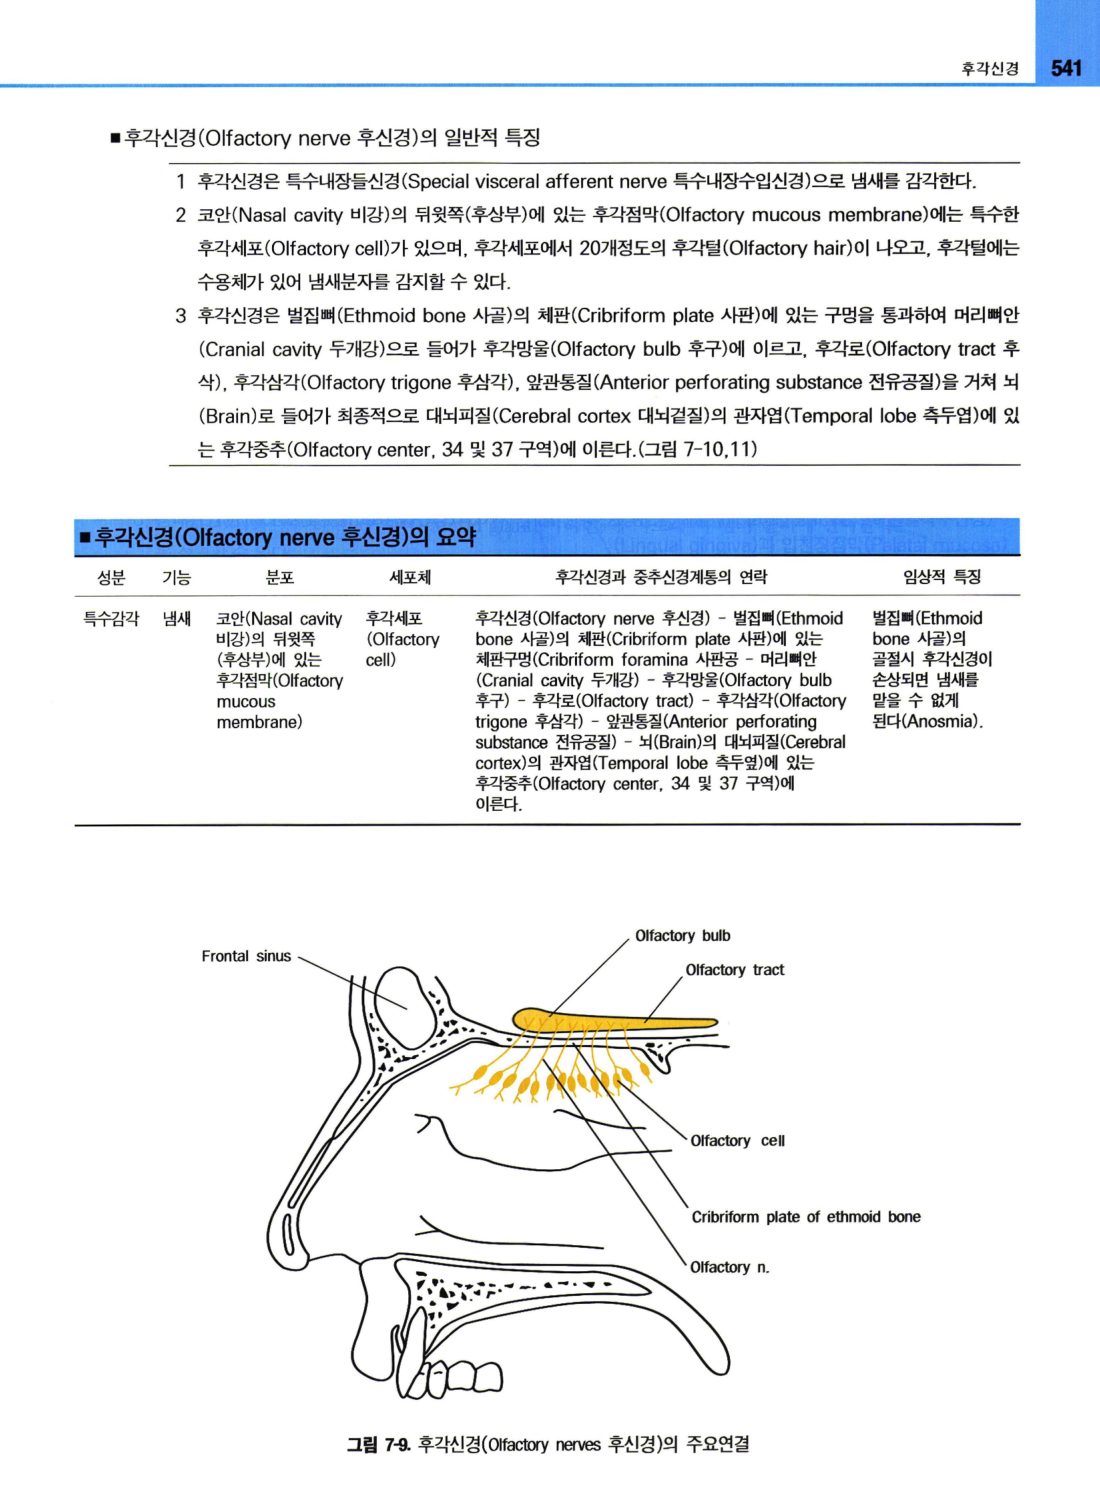 후각신경 541
■ 후각신경(Olfactory nerve 후신경)의 일반적 특징
1 후각신경은 특수내장들신경(Special visceral afferent nerve 특수내장수입신경)으로 냄새를 감각한다.
2 코안(Nasal cavity 비강)의 뒤윗쪽(후상부)에 있는 후각점막(Olfactory mucous membrane)에는 특수한
후각세포(Olfactory cell)가 있으며, 후각세포에서 20개정도의 후각털(Olfactory hair)이 나오고, 후각털에는
수용체가 있어 냄새분자를 감지할 수 있다.
3 후각신경은 벌집뼈(Ethmoid bone 사골)의 체판(Cribriform plate 사판)에 있는 구멍을 통과하여 머리뼈안
(Cranial cavity 두개강)으로 들어가 후각망울(Olfactory bulb 후구)에 이르고, 후각로(Olfactory tract 후
삭), 후각삼각(Olfactory trigone 후삼각), 앞관통질(Anterior perforating substance 전유공질)을 거쳐 뇌
(Brain)로 들어가 최종적으로 대뇌피질(Cerebral cortex 대뇌겉질)의 관자엽(Temporal lobe 측두엽)에 있
는 후각중추(Olfactory center, 34 및 37 구역)에 이른다.(그림 7-10,11)
■ 후각신경(Olfactory nerve 후신경)의 요약
성분 기능 분포 세포체 후각신경과 중추신경계통의 연락 임상적 특징
특수감각 냄새 코안(Nasal cavity 후각세포 후각신경(Olfactory nerve 후신경) - 벌집뼈(Ethmoid 벌집뼈(Ethmoid
비강)의 뒤윗쪽 (Olfactory bone 사골)의 체판(Cribriform plate 사판)에 있는 bone 사골)의
(후상부)에 있는 cell) 체판구멍(Cribriform foramina 사판공 - 머리뼈안 골절시 후각신경이
후각점막(Olfactory (Cranial cavity 두개강) - 후각망울(Olfactory bulb 손상되면 냄새를
mucous 후구) - 후각로(Olfactory tract) - 후각삼각(Olfactory 맡을 수 없게
membrane) trigone 후삼각) - 앞관통질(Anterior perforating 된다(Anosmia).
substance 전유공질) - 뇌(Brain)의 대뇌피질(Cerebral
cortex)의 관자엽(Temporal lobe 측두옆)에 있는
후각중추(Olfactory center, 34 및 37 구역)에
이른다.
Olfactory bulb
Frontal sinus
Olfactory tract
Olfactory cell
Cribriform plate of ethmoid bone
Olfactory n.
그림 7-9. 후각신경(Olfactory nerves 후신경)의 주요연결